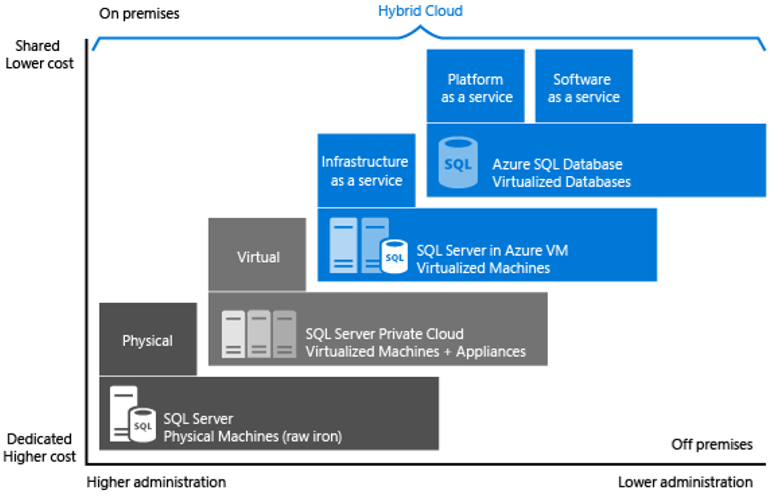 On premises
Hybrid Cloud
Shared
Lower cost
Platform
as a service
Software
as a service
SQL
Azure SQL Database
Virtualized Databases
Infrastructure
as a service
SQL
SQL Server in Azure VM
Virtualized Machines
Virtual
SQL Server Private Cloud
Virtualized Machines + Appliances
Physical
SQL
SQL Server
Physical Machines (raw iron)
Dedicated
Higher cost
Off premises
Higher administration
Lower administration